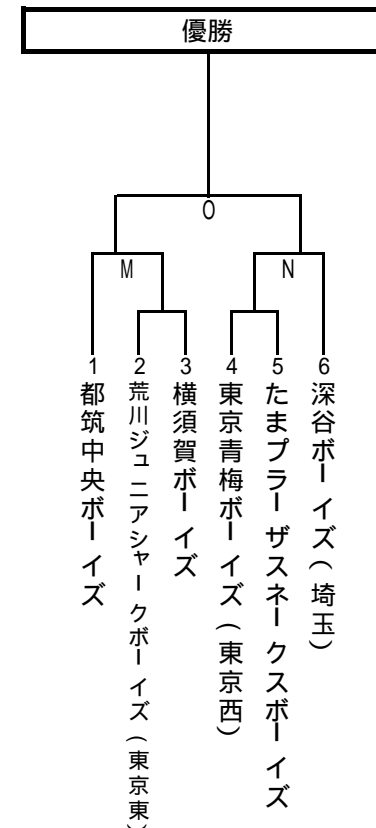 優勝
O
M
N
1
都筑中央ボーイズ
2
荒川ジュニアシャークボーイズ(東京東)
3
横須賀ボーイズ
4
東京青梅ボーイズ(東京西)
5
たまプラーザスネークスボーイズ
6
深谷ボーイズ(埼玉)